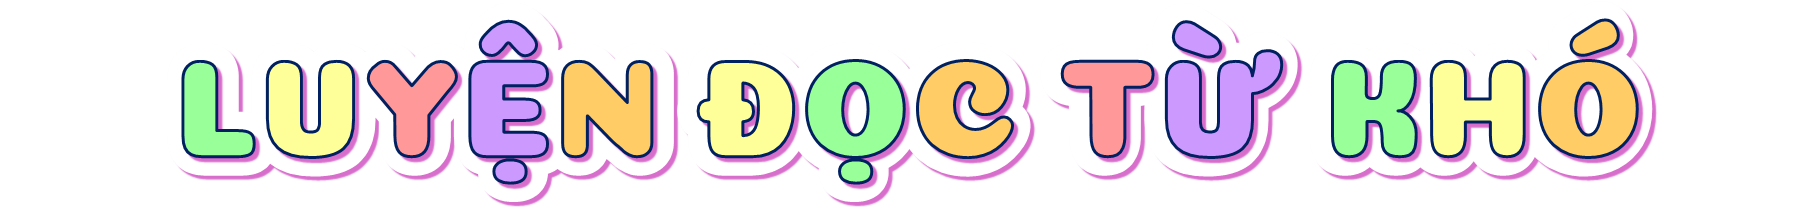 LUYỆN ĐỌC TỪ KHÓ